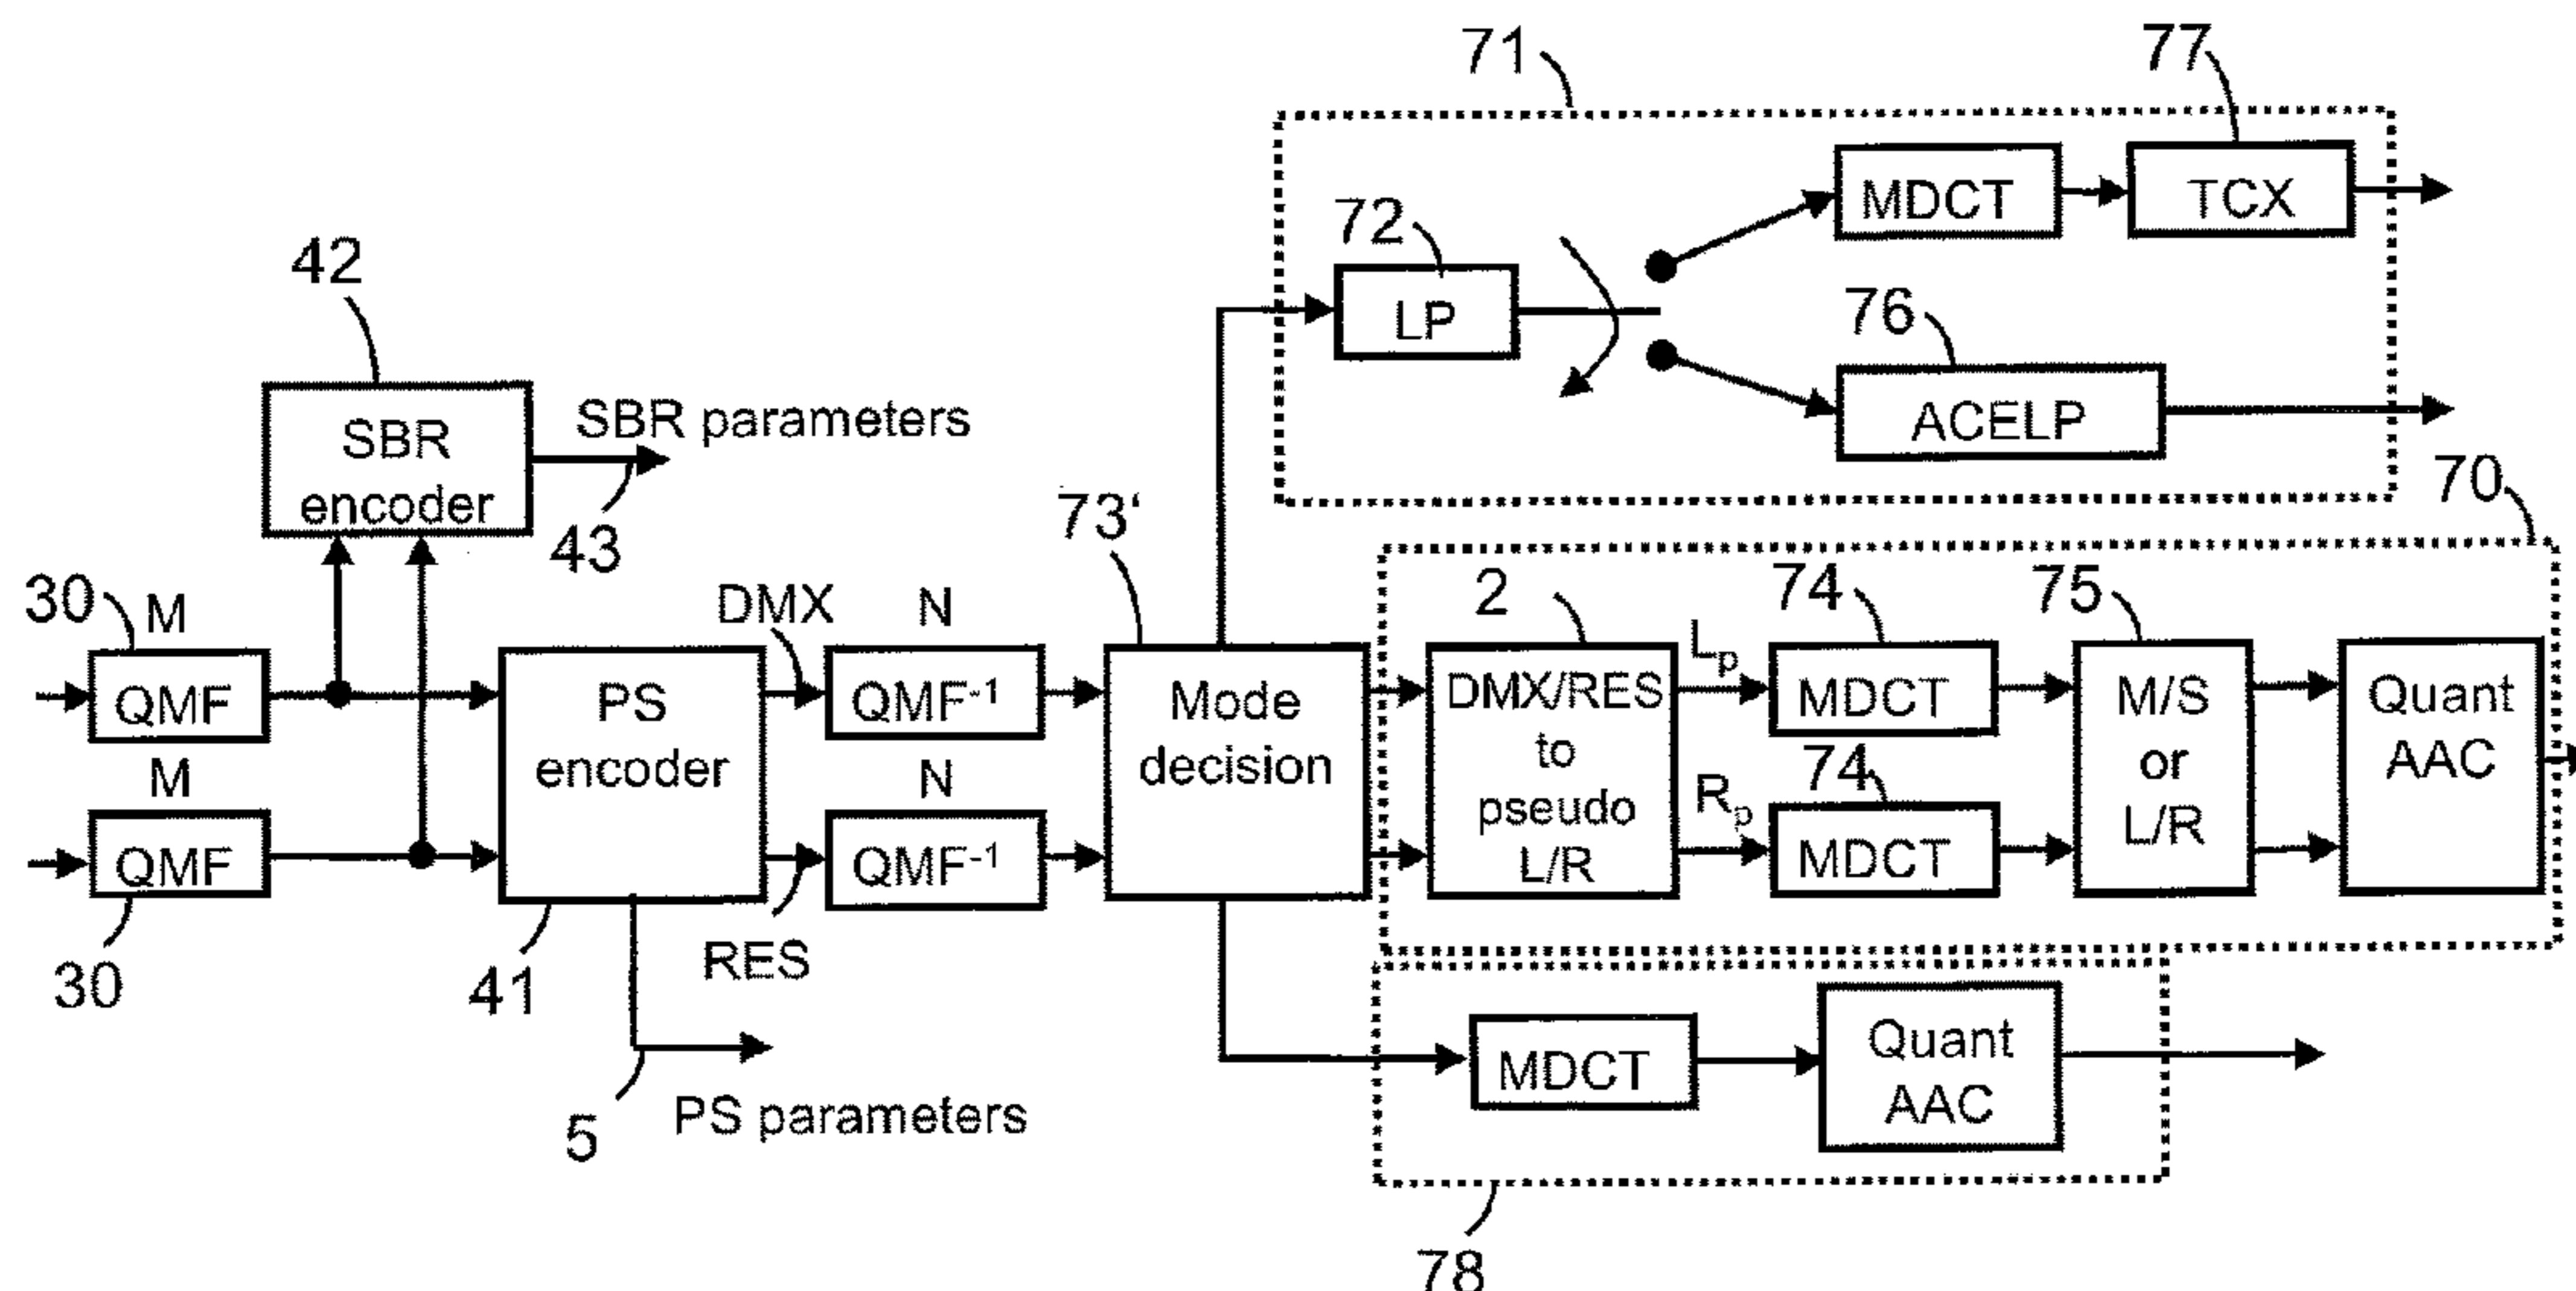 71
77
72
MDCT
TCX
LP
76
ACELP
42
SBR
encoder
SBR parameters
43
73'
70
30
M
QMF
M
QMF
30
PS
encoder
41
DMX
N
QMF-1
N
QMF-1
RES
5
PS parameters
Mode
decision
2
DMX/RES
to
pseudo
L/R
Lp
Rp
74
MDCT
74
MDCT
75
M/S
or
L/R
Quant
AAC
MDCT
Quant
AAC
78